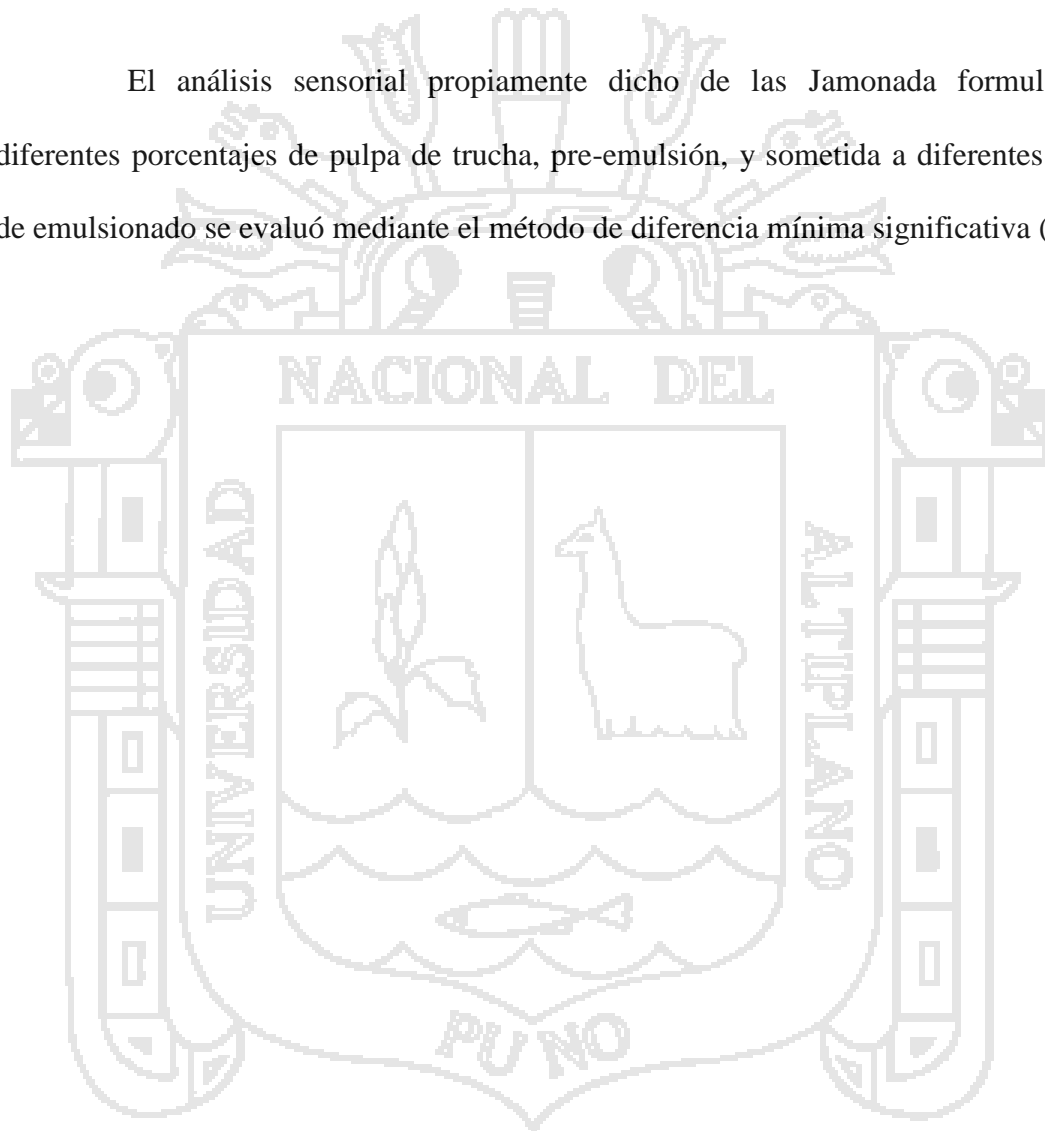 El análisis sensorial propiamente dicho de las Jamonada formul
diferentes porcentajes de pulpa de trucha, pre-emulsión, y sometida a diferentes
de emulsionado se evaluó mediante el método de diferencia mínima significativa (
NACIONAL DEL
UNIVERSIDAD
ALTIPLANO
PUNO